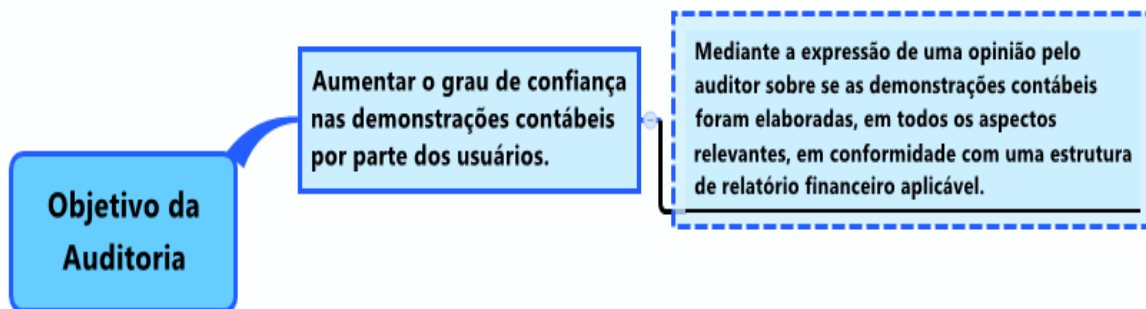 Objetivo da
Auditoria
Aumentar o grau de confiança
nas demonstrações contábeis
por parte dos usuários.
Mediante a expressão de uma opinião pelo
auditor sobre se as demonstrações contábeis
foram elaboradas, em todos os aspectos
relevantes, em conformidade com uma estrutura
de relatório financeiro aplicável.